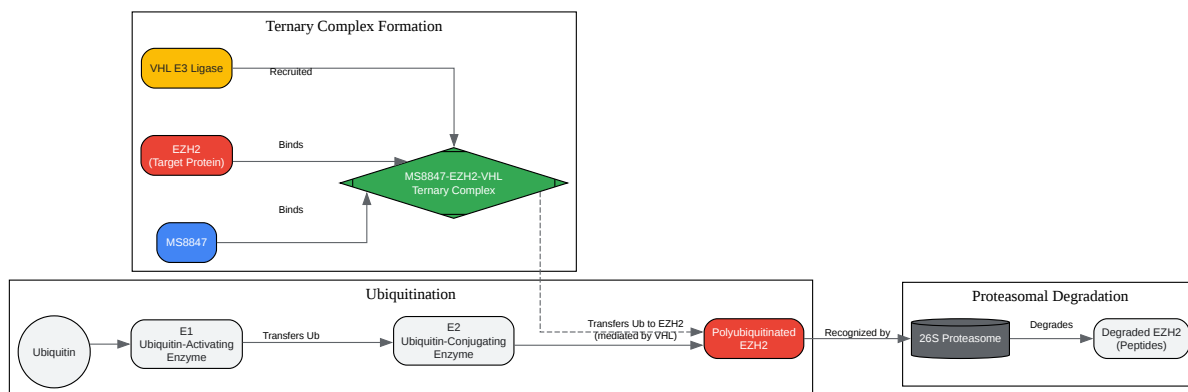 Ternary Complex Formation
VHL E3 Ligase
Recruited
EZH2
(Target Protein)
Binds
MS8847-EZH2-VHL
Ternary Complex
Binds
MS8847
Ubiquitination
Ubiquitin
E1
Ubiquitin-Activating
Enzyme
Transfers Ub
E2
Ubiquitin-Conjugating
Enzyme
Transfers Ub to EZH2
(mediated by VHL)
Polyubiquitinated
EZH2
Recognized by
Proteasomal Degradation
26S Proteasome
Degrades
Degraded EZH2
(Peptides)